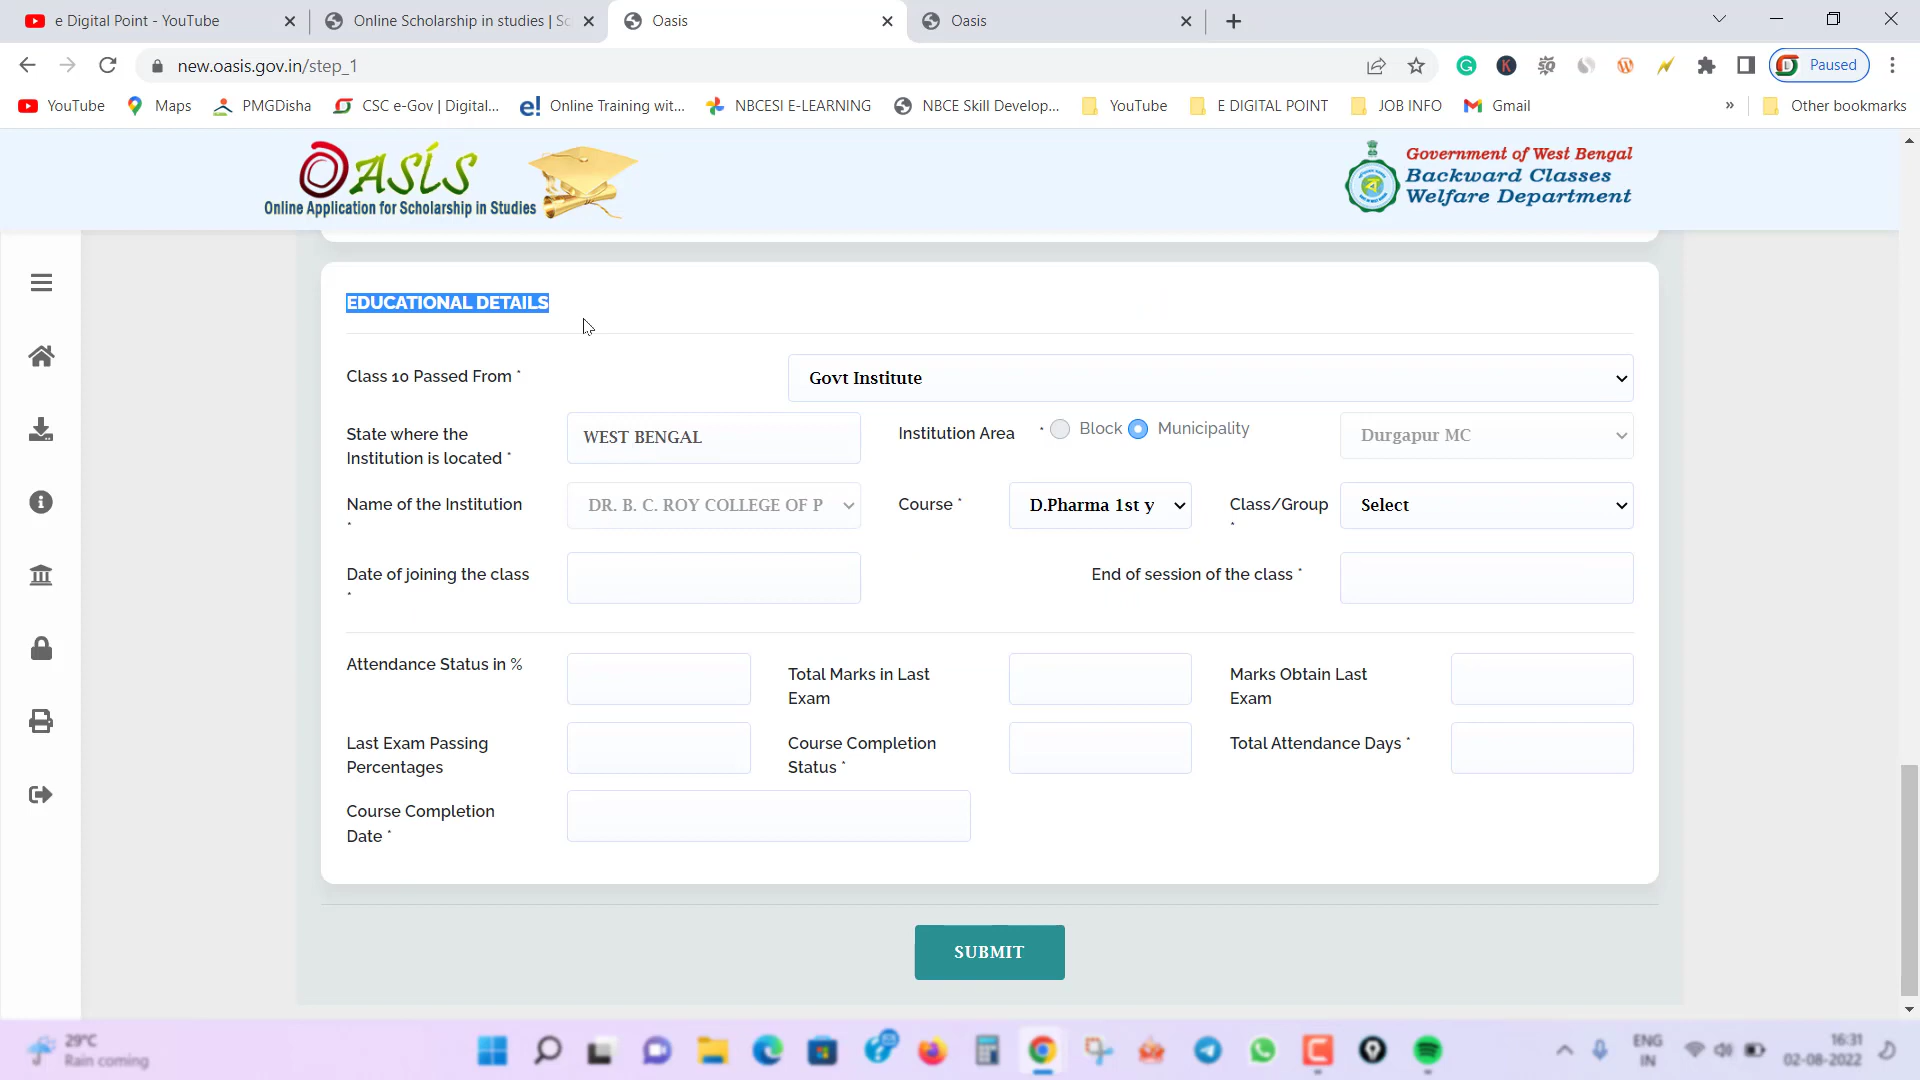 e Digital Point - YouTube
Online Scholarship in studies | Sc
Oasis
Oasis
new.oasis.gov.in/step_1
Paused
YouTube
Maps
PMGDisha
CSC e-Gov | Digital...
Online Training wit...
NBCESI E-LEARNING
NBCE Skill Develop...
YouTube
E DIGITAL POINT
JOB INFO
Gmail
»
Other bookmarks
OASIS
Online Application for Scholarship in Studies
Government of West Bengal
Backward Classes
Welfare Department
EDUCATIONAL DETAILS
Class 10 Passed From *
Govt Institute
State where the
Institution is located *
WEST BENGAL
Institution Area *
Block
Municipality
Durgapur MC
Name of the Institution
*
DR. B. C. ROY COLLEGE OF P
Course *
D.Pharma 1st y
Class/Group
*
Select
Date of joining the class
*
End of session of the class *
Attendance Status in %
Total Marks in Last
Exam
Marks Obtain Last
Exam
Last Exam Passing
Percentages
Course Completion
Status *
Total Attendance Days *
Course Completion
Date *
SUBMIT
29°C
Rain coming
ENG
IN
16:31
02-08-2022